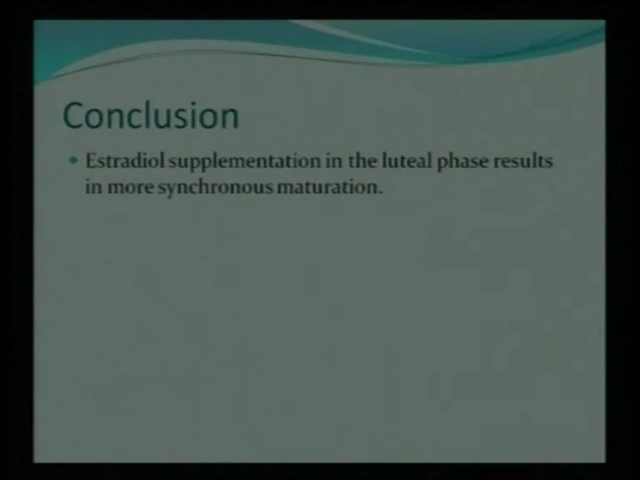 Conclusion
Estradiol supplementation in the luteal phase results
in more synchronous maturation.